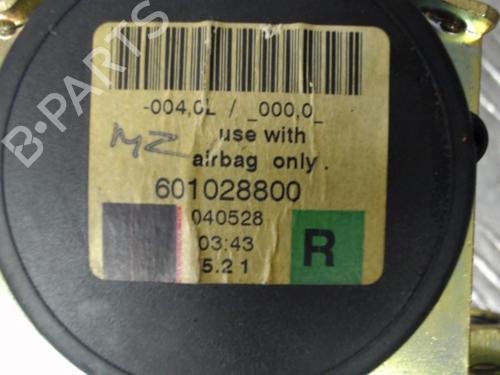 B-PARTS
-004,0L / _000,0_
MZ
use with
airbag only.
601028800
040528
03:43
5.2 1
R